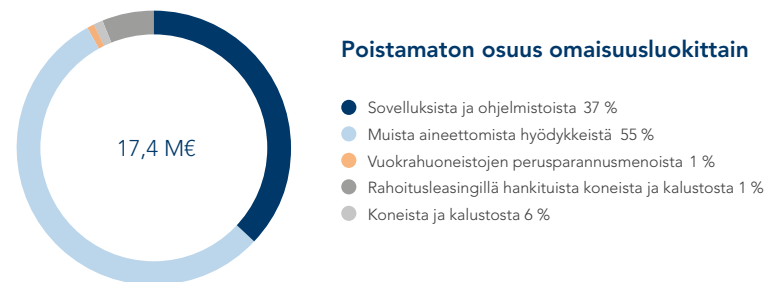 Poistamaton osuus omaisuusluokittain
17,4 M€
Sovelluksista ja ohjelmistoista 37 %
Muista aineettomista hyödykkeistä 55 %
Vuokrahuoneistojen perusparannusmenoista 1 %
Rahoitusleasingillä hankituista koneista ja kalustosta 1 %
Koneista ja kalustosta 6 %